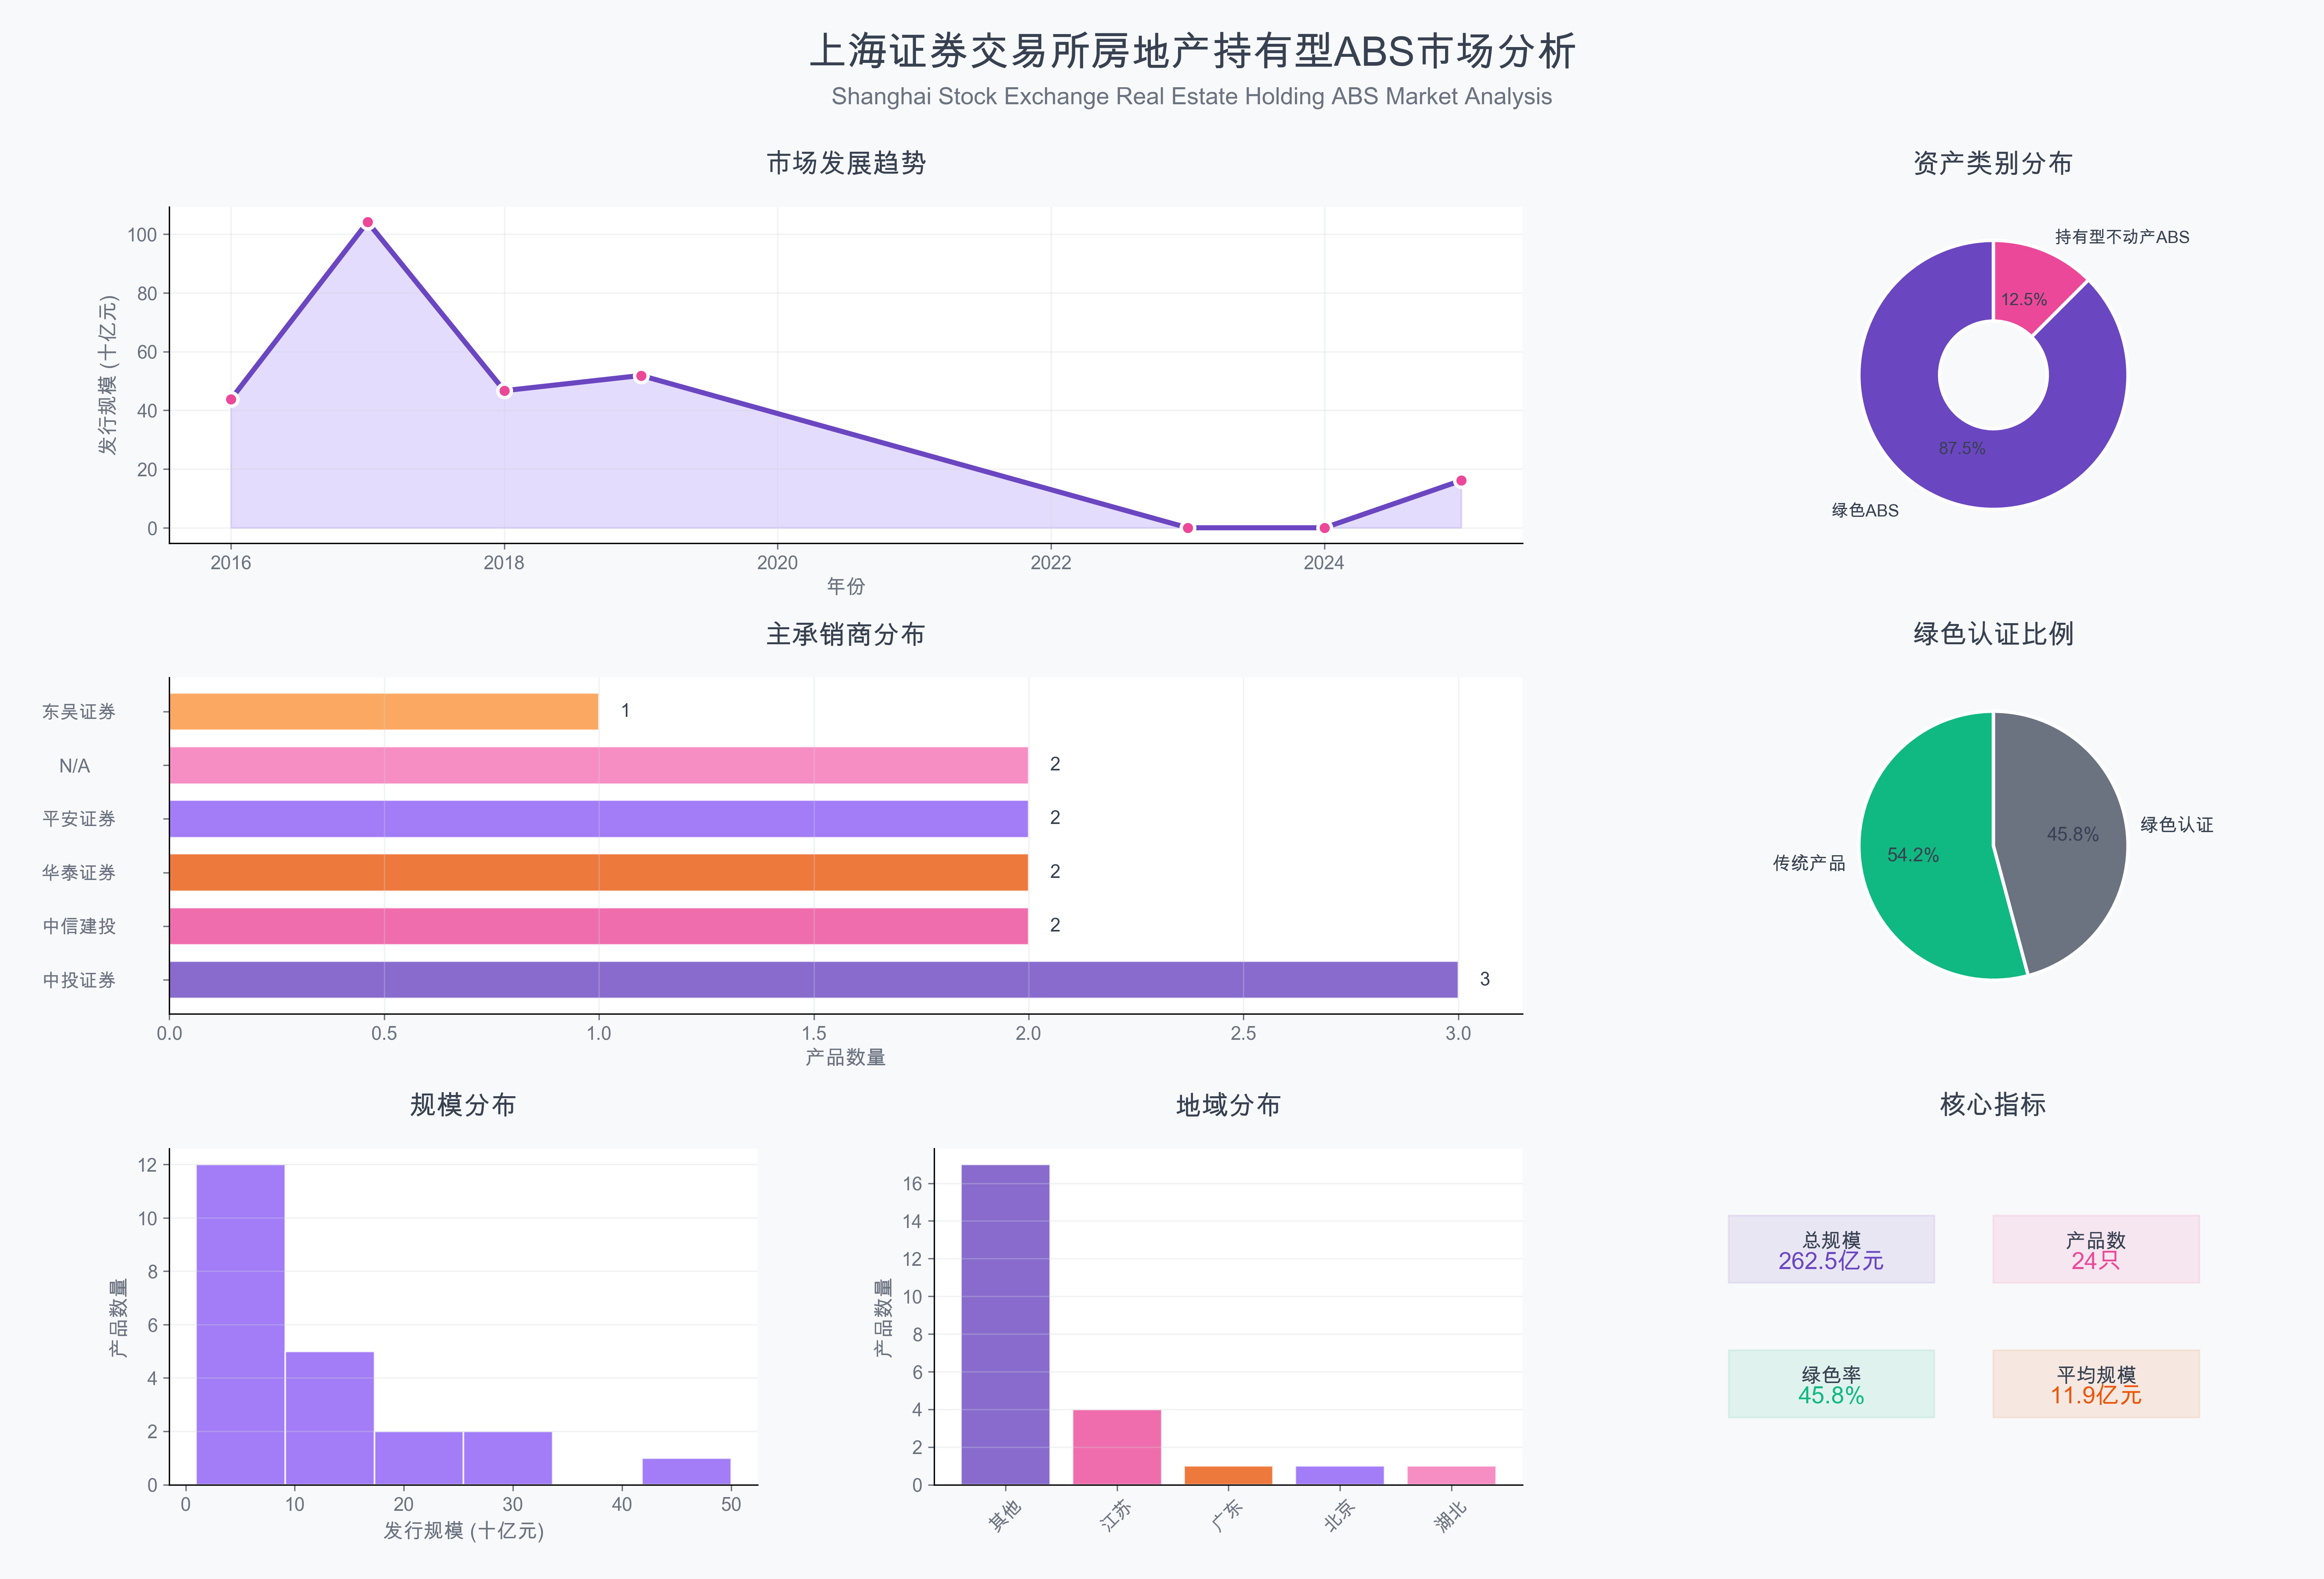 上海证券交易所房地产持有型ABS市场分析
Shanghai Stock Exchange Real Estate Holding ABS Market Analysis
市场发展趋势
发行规模 (十亿元)
100
80
60
40
20
0
2016
2018
2020
2022
2024
年份
资产类别分布
持有型不动产ABS
12.5%
87.5%
绿色ABS
主承销商分布
东吴证券
1
N/A
2
平安证券
2
华泰证券
2
中信建投
2
中投证券
3
0.0
0.5
1.0
1.5
2.0
2.5
3.0
产品数量
绿色认证比例
45.8%
绿色认证
54.2%
传统产品
规模分布
产品数量
12
10
8
6
4
2
0
0
10
20
30
40
50
发行规模 (十亿元)
地域分布
产品数量
16
14
12
10
8
6
4
2
0
其他
江苏
广东
北京
湖北
核心指标
总规模
262.5亿元
产品数
24只
绿色率
45.8%
平均规模
11.9亿元